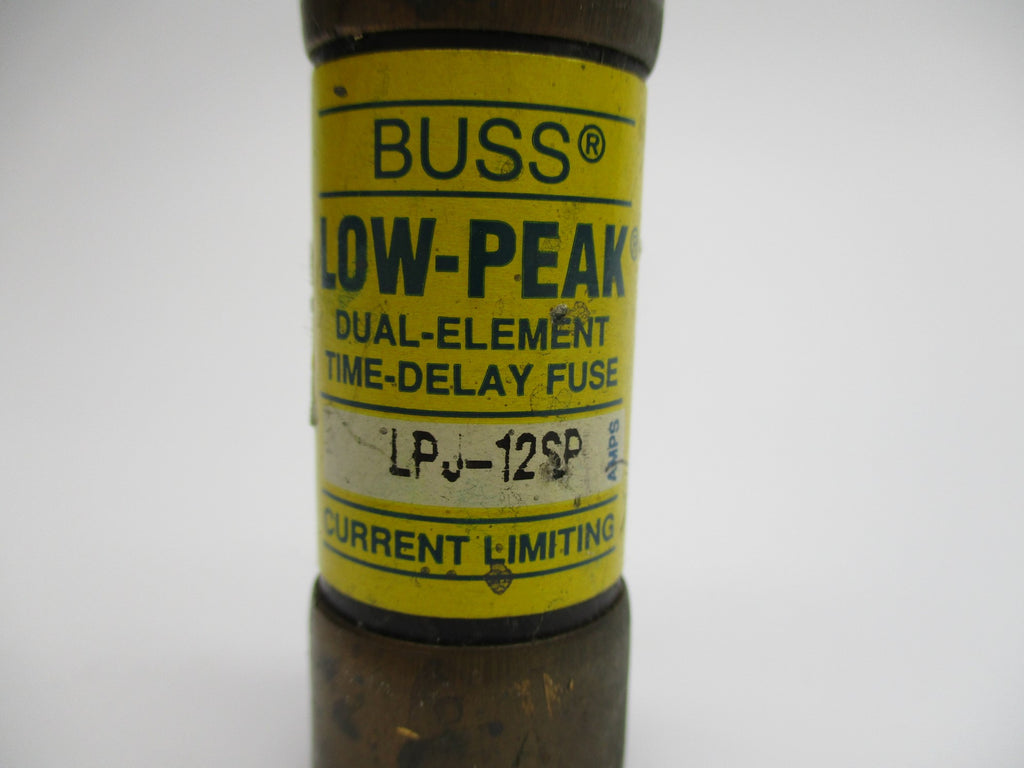 BUSS®
LOW-PEAK®
DUAL-ELEMENT
TIME-DELAY FUSE
LPJ-12SP
AMPS
CURRENT LIMITING